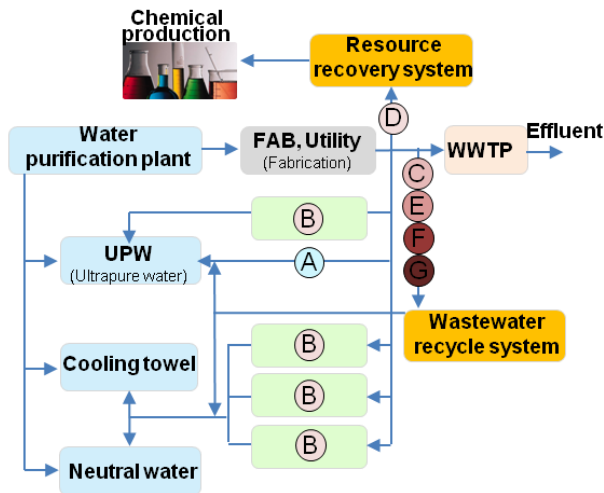 Chemical
production
Resource
recovery system
D
Water
purification plant
FAB, Utility
(Fabrication)
WWTP
Effluent
C
E
F
G
B
UPW
(Ultrapure water)
A
Wastewater
recycle system
Cooling towel
B
B
B
Neutral water